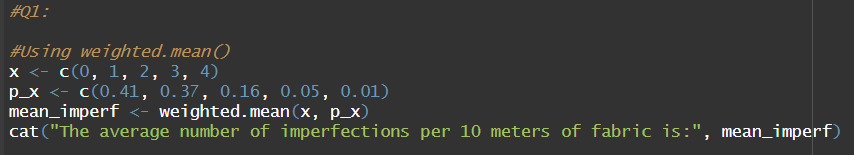 #Q1:
#Using weighted.mean()
x <- c(0, 1, 2, 3, 4)
p_x <- c(0.41, 0.37, 0.16, 0.05, 0.01)
mean_imperf <- weighted.mean(x, p_x)
cat("The average number of imperfections per 10 meters of fabric is:", mean_imperf)